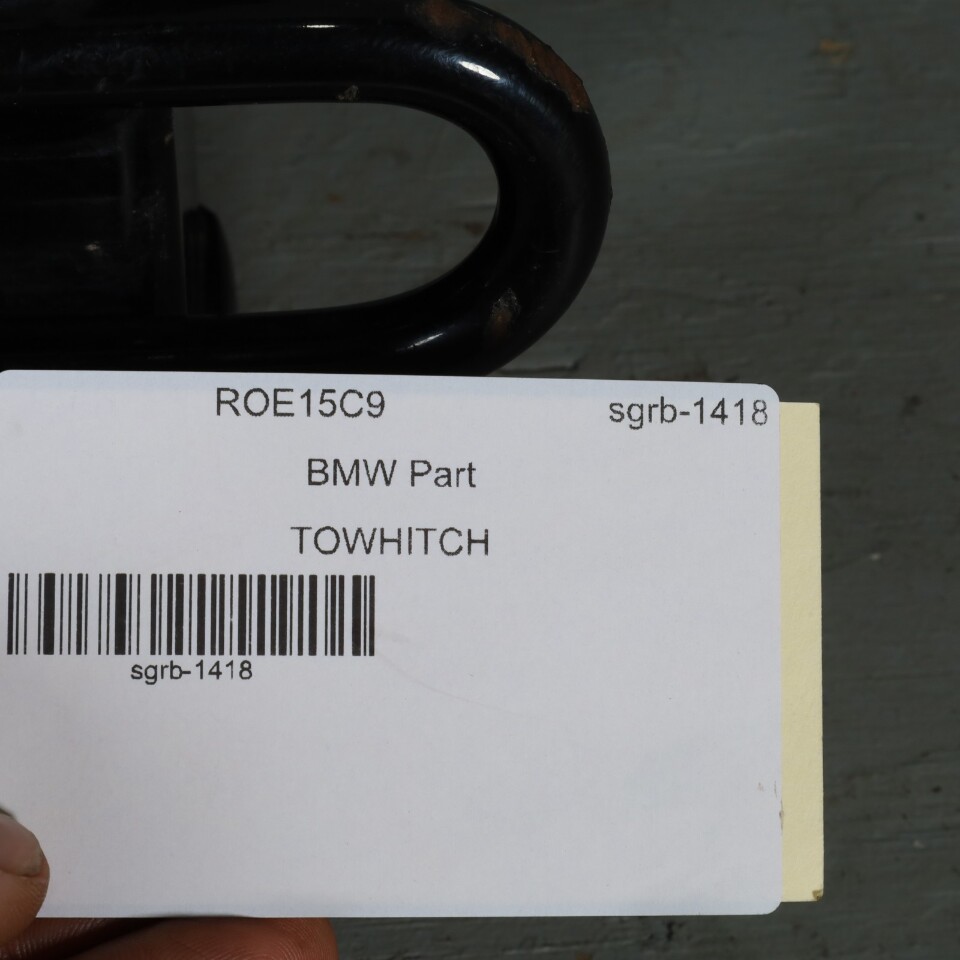 ROE15C9 sgrb-1418
BMW Part
TOWHITCH
sgrb-1418